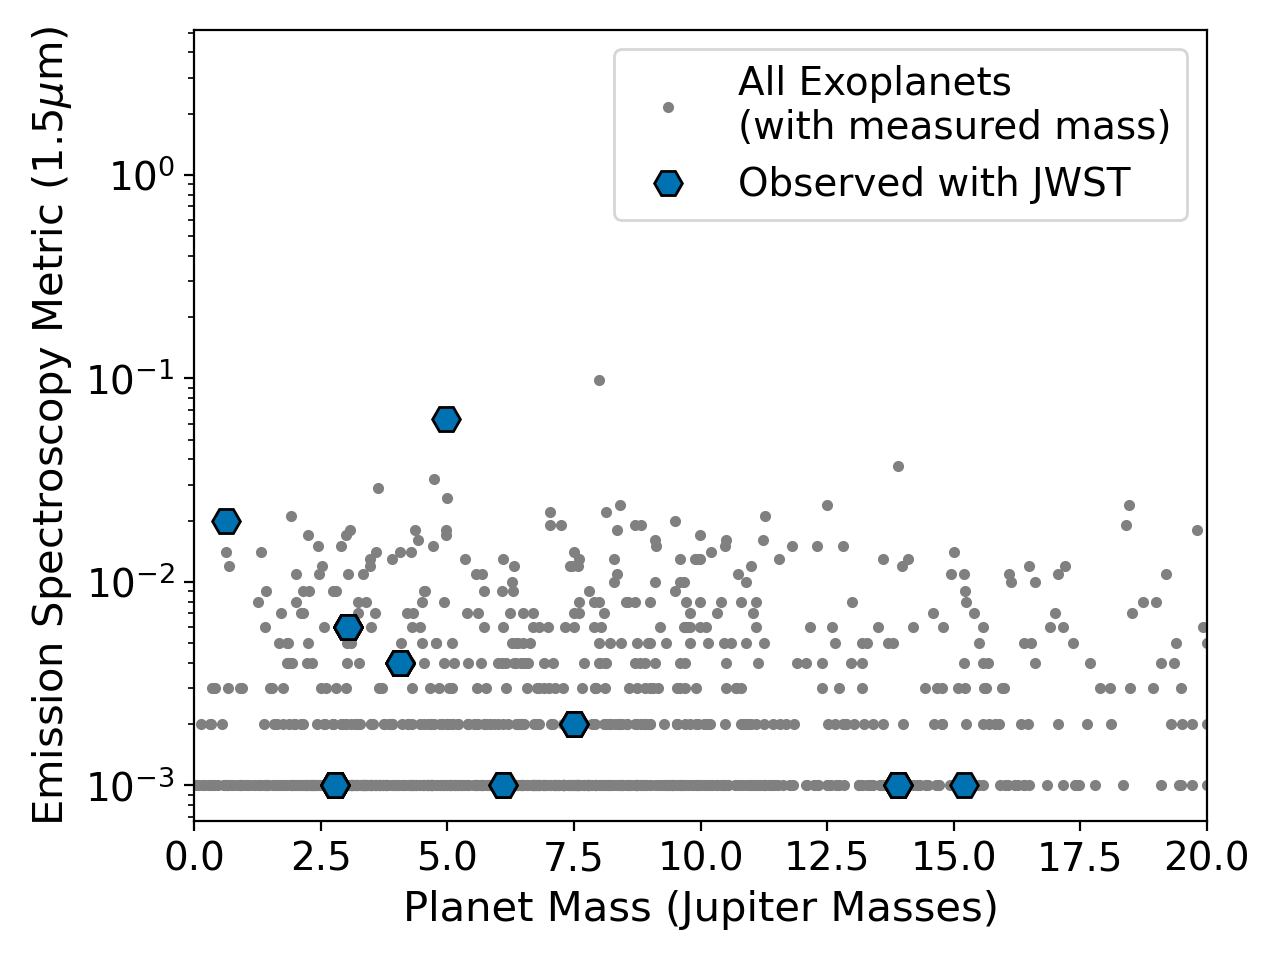 All Exoplanets
(with measured mass)
Observed with JWST
Emission Spectroscopy Metric (1.5μm)
10⁰
10⁻¹
10⁻²
10⁻³
0.0 2.5 5.0 7.5 10.0 12.5 15.0 17.5 20.0
Planet Mass (Jupiter Masses)